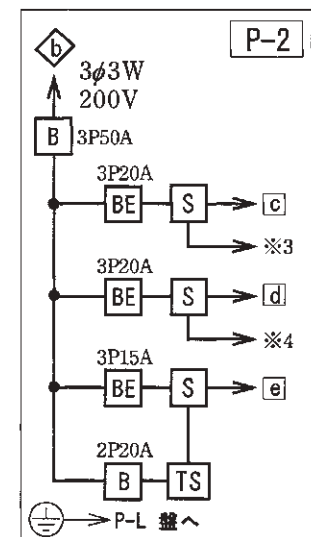 b
P-2
3φ3W
200V
B 3P50A
3P20A
BE S c
※3
3P20A
BE S d
※4
3P15A
BE S e
2P20A
B TS
P-L 盤へ